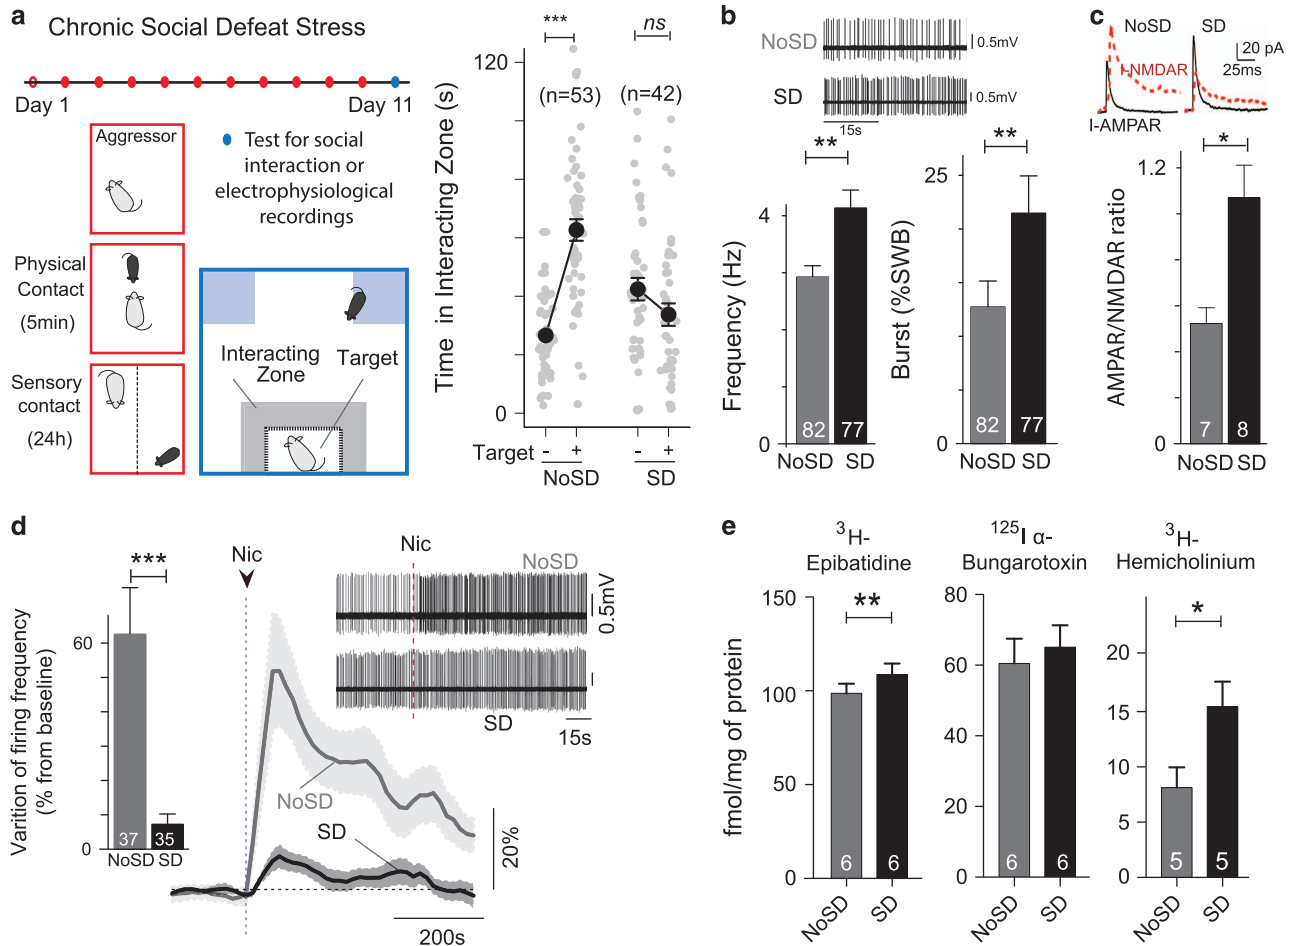 a
Chronic Social Defeat Stress
Day 1
Day 11
Aggressor
Physical
Contact
(5min)
Sensory
contact
(24h)
Test for social
interaction or
electrophysiological
recordings
Interacting
Zone
Target
Time in Interacting Zone (s)
120
0
***
ns
(n=53)
(n=42)
Target
-
+
-
+
NoSD
SD
b
NoSD
0.5mV
SD
0.5mV
15s
Frequency (Hz)
4
0
**
82
77
NoSD
SD
Burst (%SWB)
25
0
**
82
77
NoSD
SD
c
NoSD
SD
20 pA
25ms
I-NMDAR
I-AMPAR
AMPAR/NMDAR ratio
1.2
0
*
7
8
NoSD
SD
d
Varition of firing frequency
(% from baseline)
60
0
***
37
35
NoSD
SD
Nic
NoSD
SD
20%
200s
Nic
NoSD
0.5mV
SD
15s
e
fmol/mg of protein
3H-
Epibatidine
150
100
50
0
**
6
6
NoSD
SD
125I α-
Bungarotoxin
80
60
40
20
0
6
6
NoSD
SD
3H-
Hemicholinium
20
15
10
5
0
*
5
5
NoSD
SD